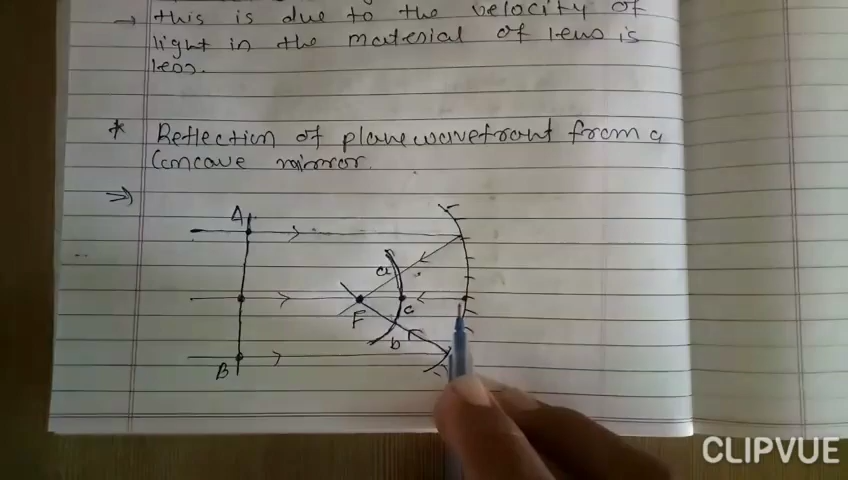 → this is due to the velocity of
light in the material of lens is
less.
* Reflection of plane wavefront from a
Concave mirror.
⇒
A
a
F
c
b
B
CLIPVUE